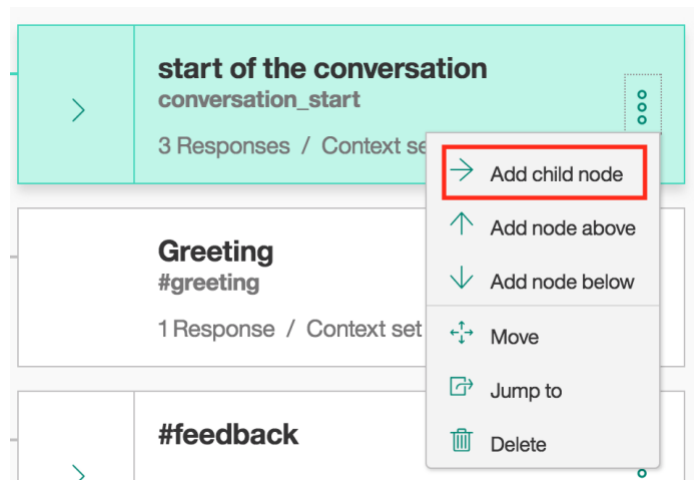 start of the conversation
conversation_start
3 Responses / Context se
Add child node
Add node above
Add node below
Move
Jump to
Delete
Greeting
#greeting
1 Response / Context set
#feedback